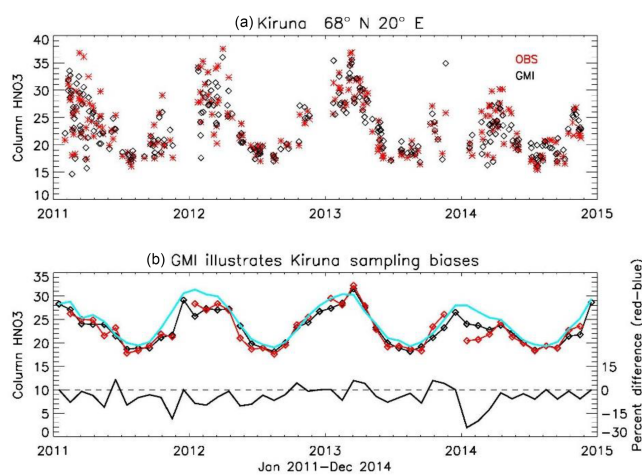 (a) Kiruna 68° N 20° E
Column HNO3
40
35
30
25
20
15
10
OBS
GMI
2011 2012 2013 2014 2015
(b) GMI illustrates Kiruna sampling biases
Column HNO3
35
30
25
20
15
10
5
0
15
0
-15
-30
Percent difference (red-blue)
2011 2012 2013 2014 2015
Jan 2011-Dec 2014